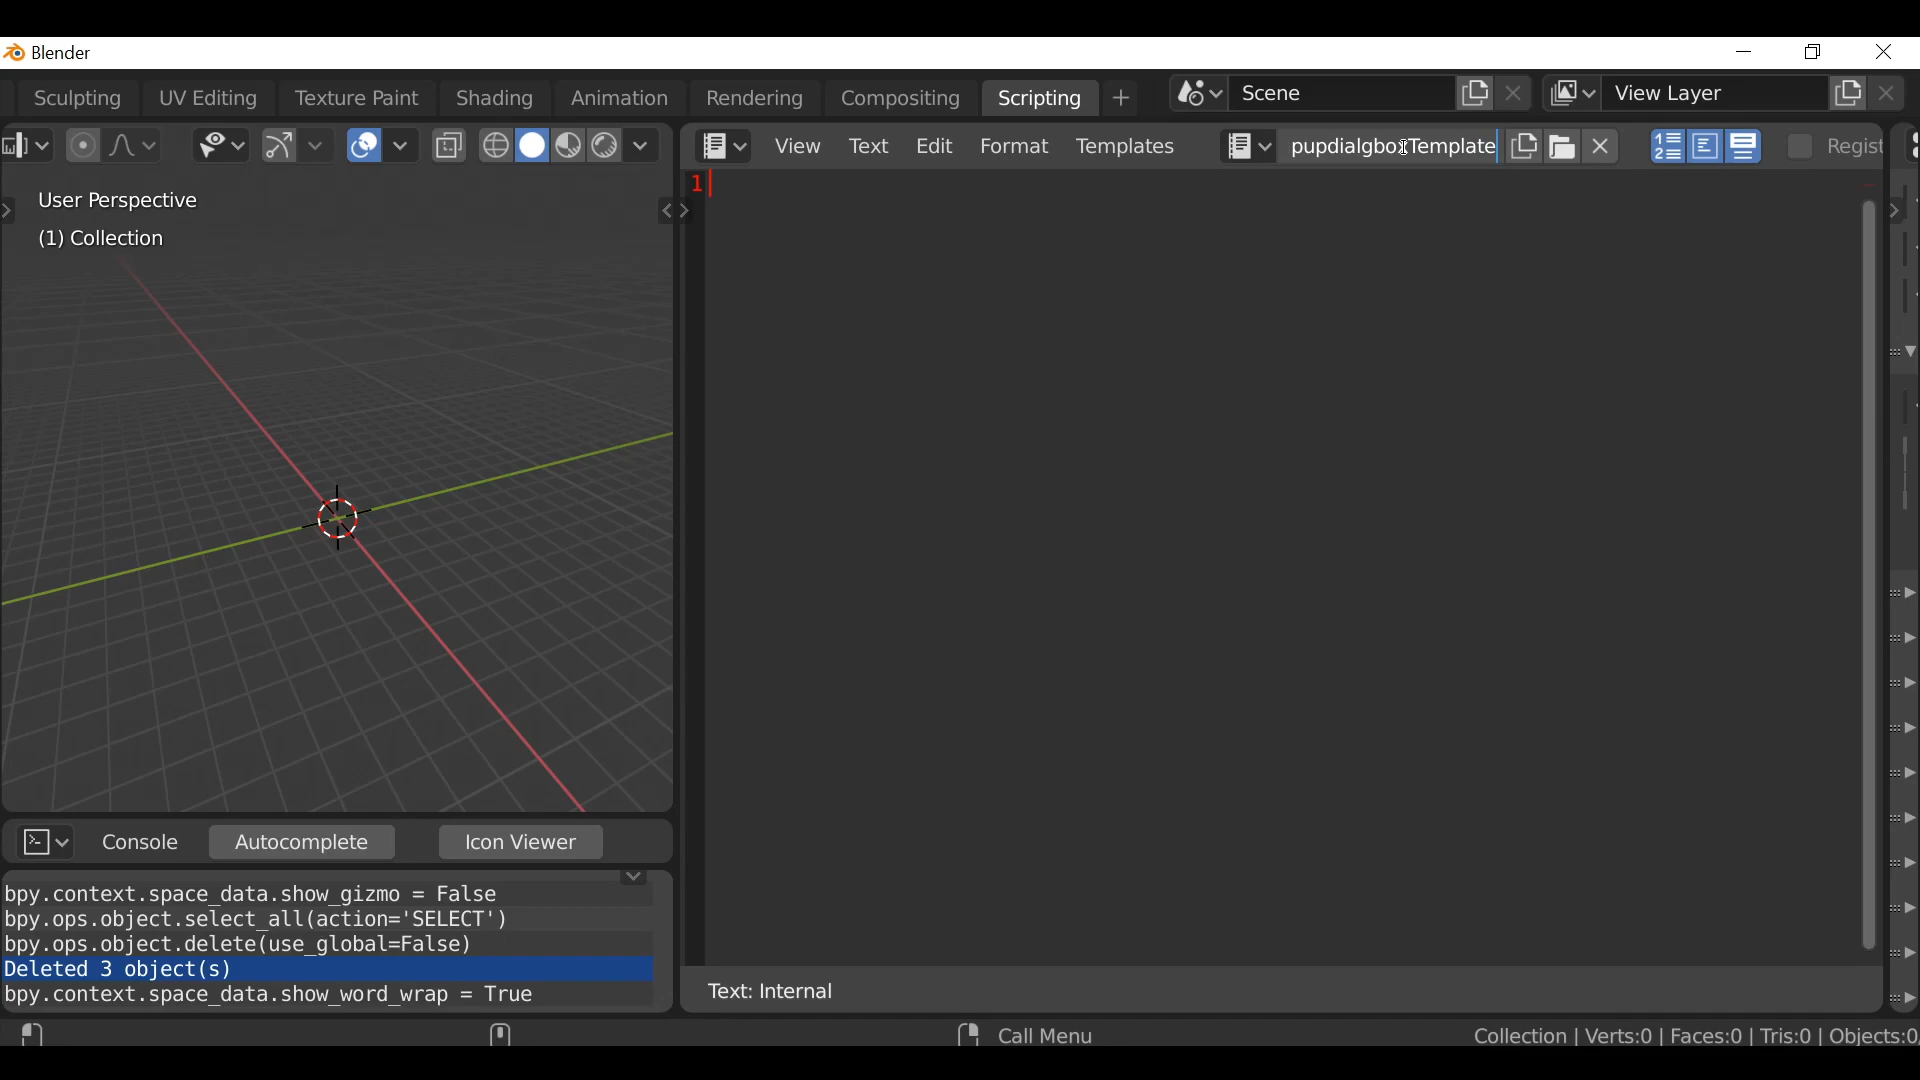 Blender
Sculpting UV Editing Texture Paint Shading Animation Rendering Compositing Scripting + Scene View Layer
View Text Edit Format Templates pupdialgboxTemplate Regist
User Perspective
(1) Collection
1
Console Autocomplete Icon Viewer
bpy.context.space_data.show_gizmo = False
bpy.ops.object.select_all(action='SELECT')
bpy.ops.object.delete(use_global=False)
Deleted 3 object(s)
bpy.context.space_data.show_word_wrap = True
Text: Internal
Call Menu Collection | Verts:0 | Faces:0 | Tris:0 | Objects:0